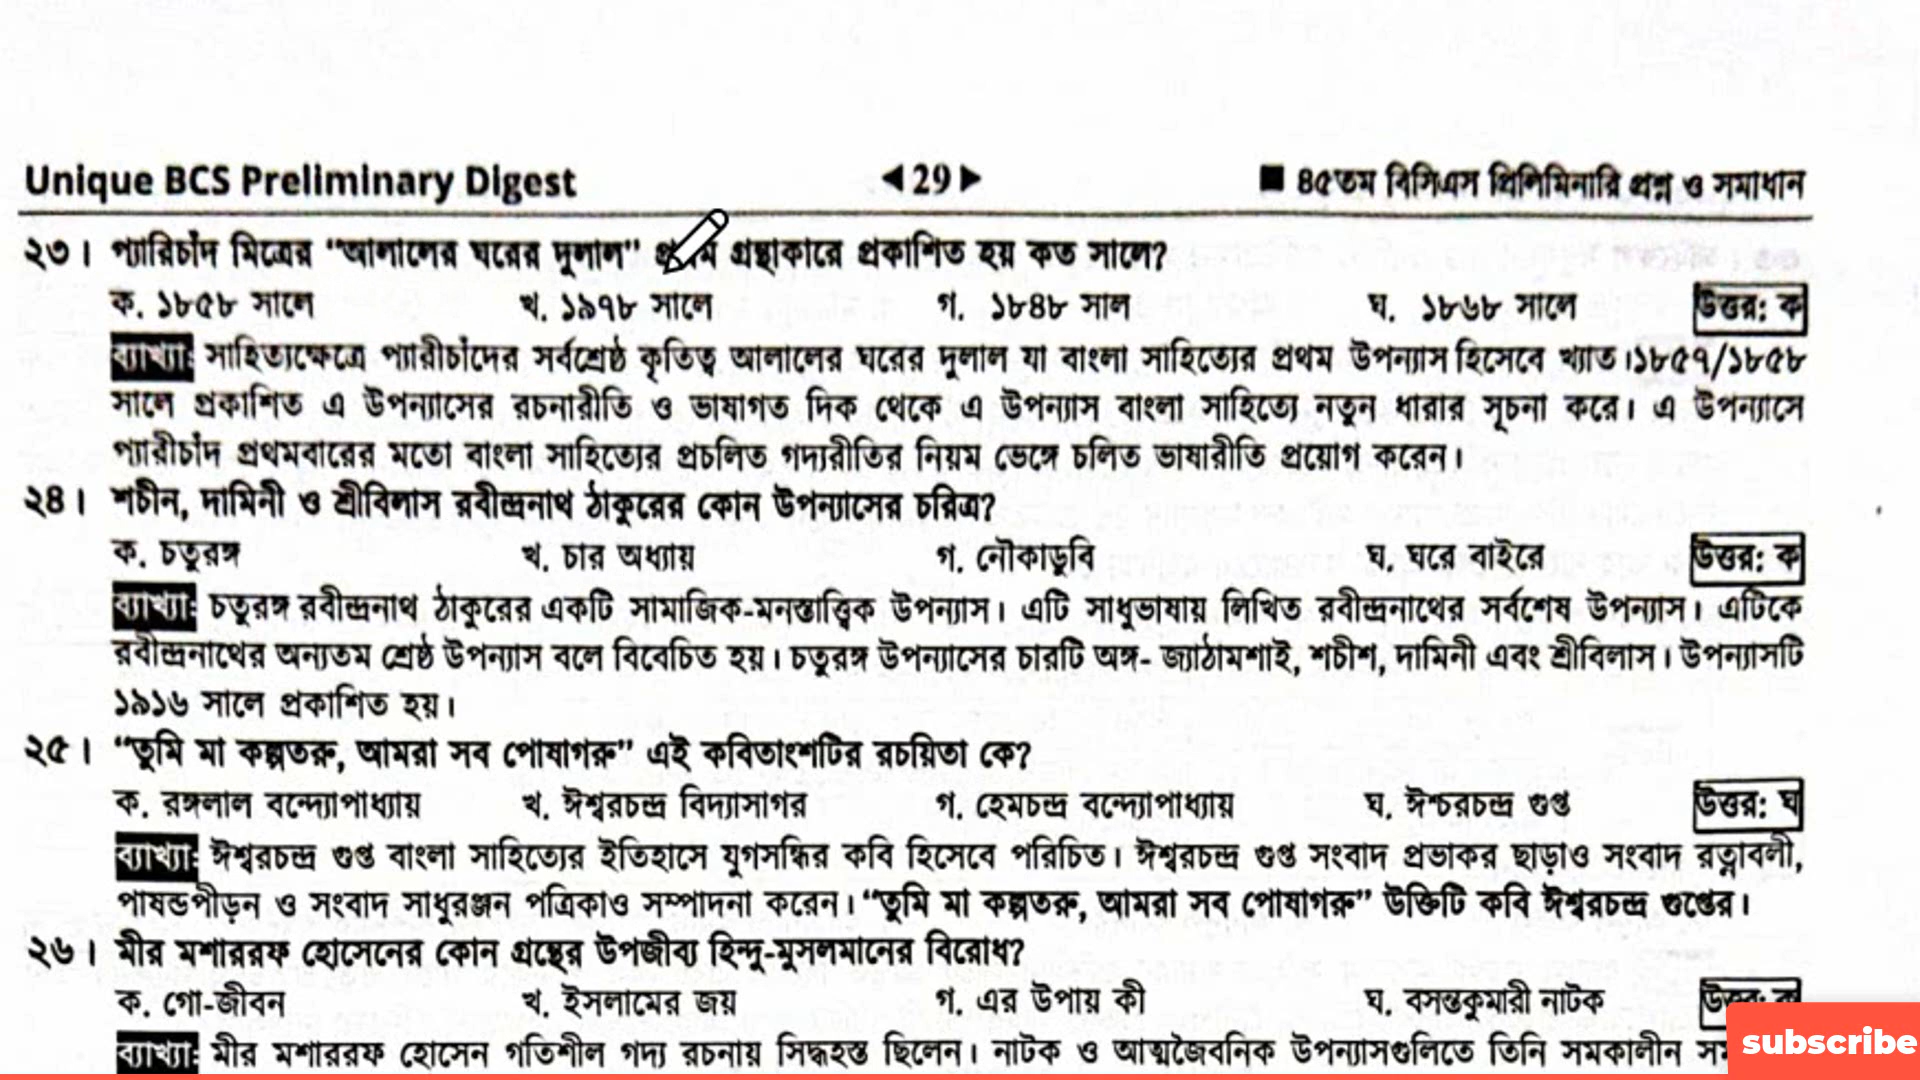 Unique BCS Preliminary Digest ◀ 29 ▶ ■ ৪৫তম বিসিএস প্রিলিমিনারি প্রশ্ন ও সমাধান
২৩। প্যারিচাঁদ মিত্রের "আলালের ঘরের দুলাল" গ্রন্থাকারে প্রকাশিত হয় কত সালে?
ক. ১৮৫৮ সালে খ. ১৯৭৮ সালে গ. ১৮৪৮ সাল ঘ. ১৮৬৮ সালে উত্তর: ক
ব্যাখ্যা: সাহিত্যক্ষেত্রে প্যারীচাঁদের সর্বশ্রেষ্ঠ কৃতিত্ব আলালের ঘরের দুলাল যা বাংলা সাহিত্যের প্রথম উপন্যাস হিসেবে খ্যাত।১৮৫৭/১৮৫৮
সালে প্রকাশিত এ উপন্যাসের রচনারীতি ও ভাষাগত দিক থেকে এ উপন্যাস বাংলা সাহিত্যে নতুন ধারার সূচনা করে। এ উপন্যাসে
প্যারীচাঁদ প্রথমবারের মতো বাংলা সাহিত্যের প্রচলিত গদ্যরীতির নিয়ম ভেঙ্গে চলিত ভাষারীতি প্রয়োগ করেন।
২৪। শচীন, দামিনী ও শ্রীবিলাস রবীন্দ্রনাথ ঠাকুরের কোন উপন্যাসের চরিত্র?
ক. চতুরঙ্গ খ. চার অধ্যায় গ. নৌকাডুবি ঘ. ঘরে বাইরে উত্তর: ক
ব্যাখ্যা: চতুরঙ্গ রবীন্দ্রনাথ ঠাকুরের একটি সামাজিক-মনস্তাত্ত্বিক উপন্যাস। এটি সাধুভাষায় লিখিত রবীন্দ্রনাথের সর্বশেষ উপন্যাস। এটিকে
রবীন্দ্রনাথের অন্যতম শ্রেষ্ঠ উপন্যাস বলে বিবেচিত হয়। চতুরঙ্গ উপন্যাসের চারটি অঙ্গ- জ্যাঠামশাই, শচীশ, দামিনী এবং শ্রীবিলাস। উপন্যাসটি
১৯১৬ সালে প্রকাশিত হয়।
২৫। "তুমি মা কল্পতরু, আমরা সব পোষাগরু" এই কবিতাংশটির রচয়িতা কে?
ক. রঙ্গলাল বন্দ্যোপাধ্যায় খ. ঈশ্বরচন্দ্র বিদ্যাসাগর গ. হেমচন্দ্র বন্দ্যোপাধ্যায় ঘ. ঈশ্চরচন্দ্র গুপ্ত উত্তর: ঘ
ব্যাখ্যা: ঈশ্বরচন্দ্র গুপ্ত বাংলা সাহিত্যের ইতিহাসে যুগসন্ধির কবি হিসেবে পরিচিত। ঈশ্বরচন্দ্র গুপ্ত সংবাদ প্রভাকর ছাড়াও সংবাদ রত্নাবলী,
পাষন্ডপীড়ন ও সংবাদ সাধুরঞ্জন পত্রিকাও সম্পাদনা করেন। "তুমি মা কল্পতরু, আমরা সব পোষাগরু" উক্তিটি কবি ঈশ্বরচন্দ্র গুপ্তের।
২৬। মীর মশাররফ হোসেনের কোন গ্রন্থের উপজীব্য হিন্দু-মুসলমানের বিরোধ?
ক. গো-জীবন খ. ইসলামের জয় গ. এর উপায় কী ঘ. বসন্তকুমারী নাটক উত্তর: ক
ব্যাখ্যা: মীর মশাররফ হোসেন গতিশীল গদ্য রচনায় সিদ্ধহস্ত ছিলেন। নাটক ও আত্মজৈবনিক উপন্যাসগুলিতে তিনি সমকালীন
subscribe